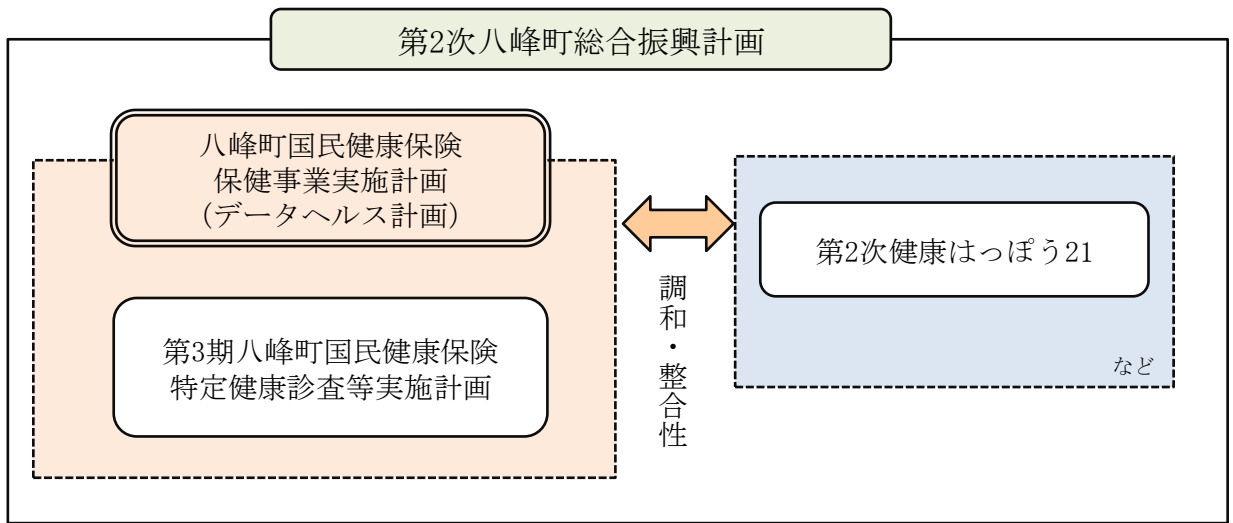 第2次八峰町総合振興計画
八峰町国民健康保険
保健事業実施計画
(データヘルス計画)
第3期八峰町国民健康保険
特定健康診査等実施計画
調和・整合性
第2次健康はっぽう21
など